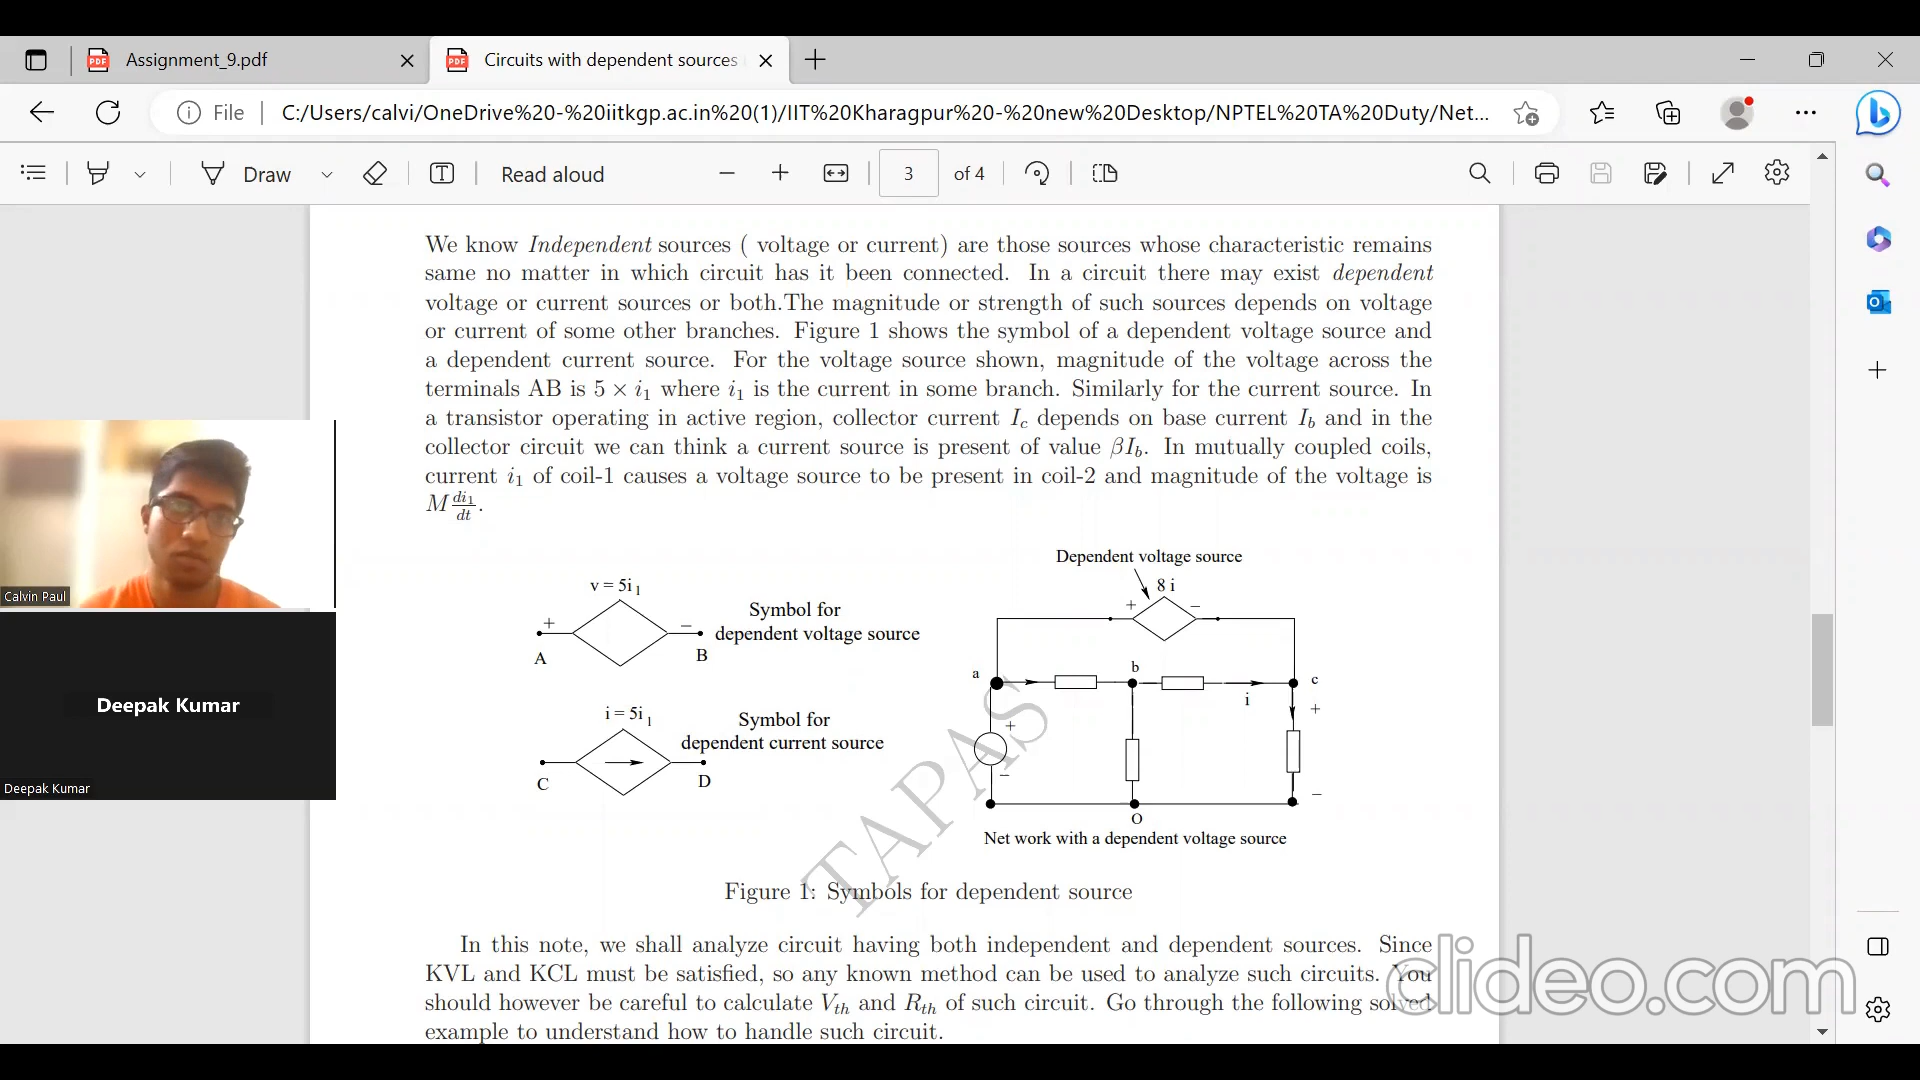 Assignment_9.pdf
Circuits with dependent sources
File
C:/Users/calvi/OneDrive%20-%20iitkgp.ac.in%20(1)/IIT%20Kharagpur%20-%20new%20Desktop/NPTEL%20TA%20Duty/Net...
Draw
T
Read aloud
3
of 4
We know Independent sources ( voltage or current) are those sources whose characteristic remains
same no matter in which circuit has it been connected. In a circuit there may exist dependent
voltage or current sources or both.The magnitude or strength of such sources depends on voltage
or current of some other branches. Figure 1 shows the symbol of a dependent voltage source and
a dependent current source. For the voltage source shown, magnitude of the voltage across the
terminals AB is 5 × i₁ where i₁ is the current in some branch. Similarly for the current source. In
a transistor operating in active region, collector current I_c depends on base current I_b and in the
collector circuit we can think a current source is present of value βI_b. In mutually coupled coils,
current i₁ of coil-1 causes a voltage source to be present in coil-2 and magnitude of the voltage is
M di₁/dt.
v = 5i₁
+
−
A
B
Symbol for
dependent voltage source
i = 5i₁
C
D
Symbol for
dependent current source
Dependent voltage source
8 i
+
−
a
b
c
i
+
+
−
−
O
Net work with a dependent voltage source
TAPAS
Figure 1: Symbols for dependent source
In this note, we shall analyze circuit having both independent and dependent sources. Since
KVL and KCL must be satisfied, so any known method can be used to analyze such circuits. You
should however be careful to calculate V_th and R_th of such circuit. Go through the following solved
example to understand how to handle such circuit.
Calvin Paul
Deepak Kumar
Deepak Kumar
clideo.com